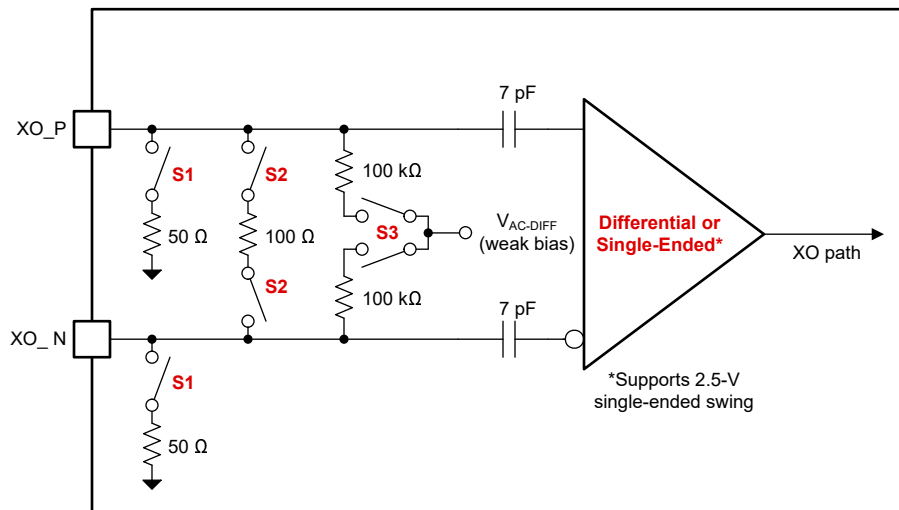 7 pF
XO_P
S1
S2
100 kΩ
Differential or
Single-Ended*
50 Ω
100 Ω
S3
V_AC-DIFF
(weak bias)
XO path
S2
100 kΩ
7 pF
XO_ N
S1
*Supports 2.5-V
single-ended swing
50 Ω